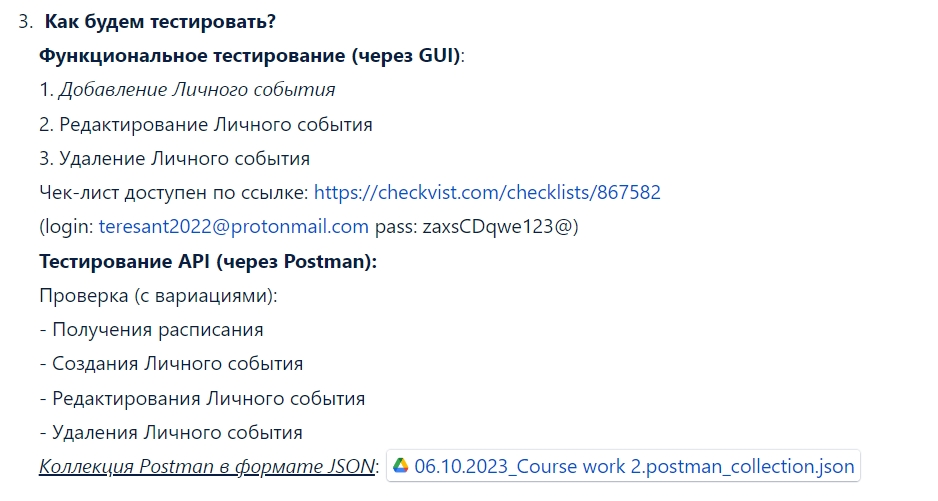 3. Как будем тестировать?
Функциональное тестирование (через GUI):
1. Добавление Личного события
2. Редактирование Личного события
3. Удаление Личного события
Чек-лист доступен по ссылке: https://checkvist.com/checklists/867582
(login: teresant2022@protonmail.com pass: zaxsCDqwe123@)
Тестирование API (через Postman):
Проверка (с вариациями):
- Получения расписания
- Создания Личного события
- Редактирования Личного события
- Удаления Личного события
Коллекция Postman в формате JSON: 06.10.2023_Course work 2.postman_collection.json